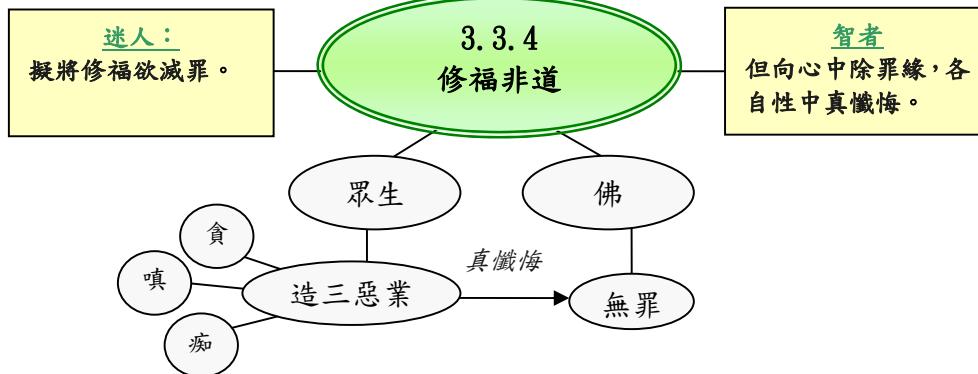 迷人：
擬將修福欲滅罪。
3.3.4
修福非道
智者
但向心中除罪緣，各
自性中真懺悔。
眾生
佛
貪
嗔
痴
造三惡業
真懺悔
無罪